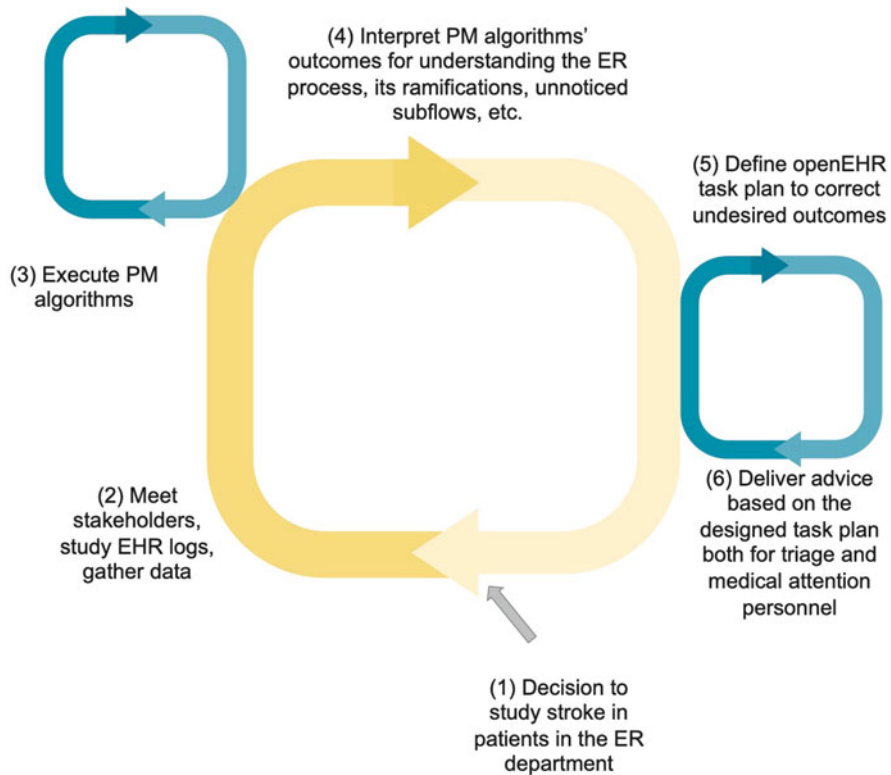 (4) Interpret PM algorithms'
outcomes for understanding the ER
process, its ramifications, unnoticed
subflows, etc.
(5) Define openEHR
task plan to correct
undesired outcomes
(3) Execute PM
algorithms
(2) Meet
stakeholders,
study EHR logs,
gather data
(6) Deliver advice
based on the
designed task plan
both for triage and
medical attention
personnel
(1) Decision to
study stroke in
patients in the ER
department